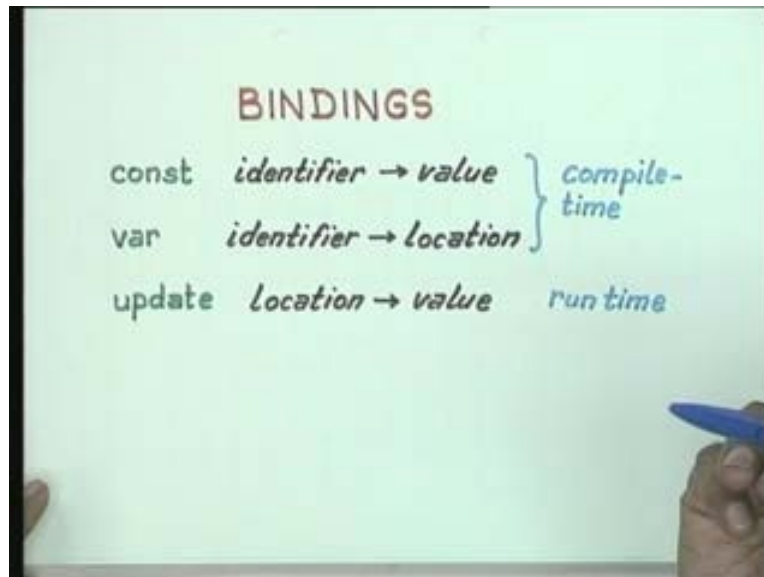 BINDINGS
const identifier → value compile-
time
var identifier → location
update location → value run time